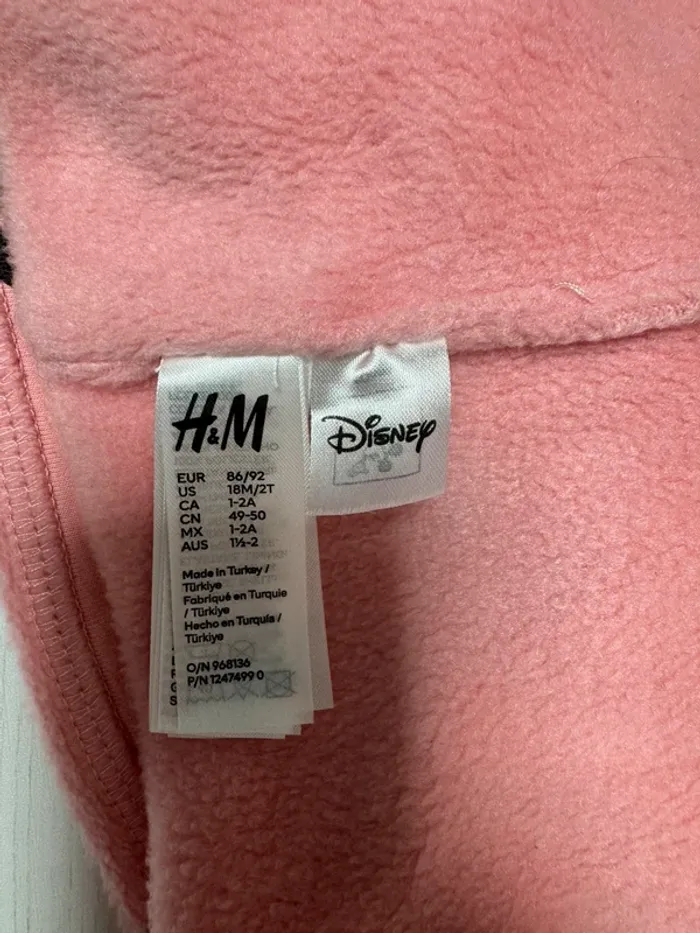 H&M
EUR 86/92
US 18M/2T
CA 1-2A
CN 49-50
MX 1-2A
AUS 1½-2
Made in Turkey /
Türkiye
Fabriqué en Turquie
/ Türkiye
Hecho en Turquía /
Türkiye
O/N 968136
P/N 1247499 0
Disney